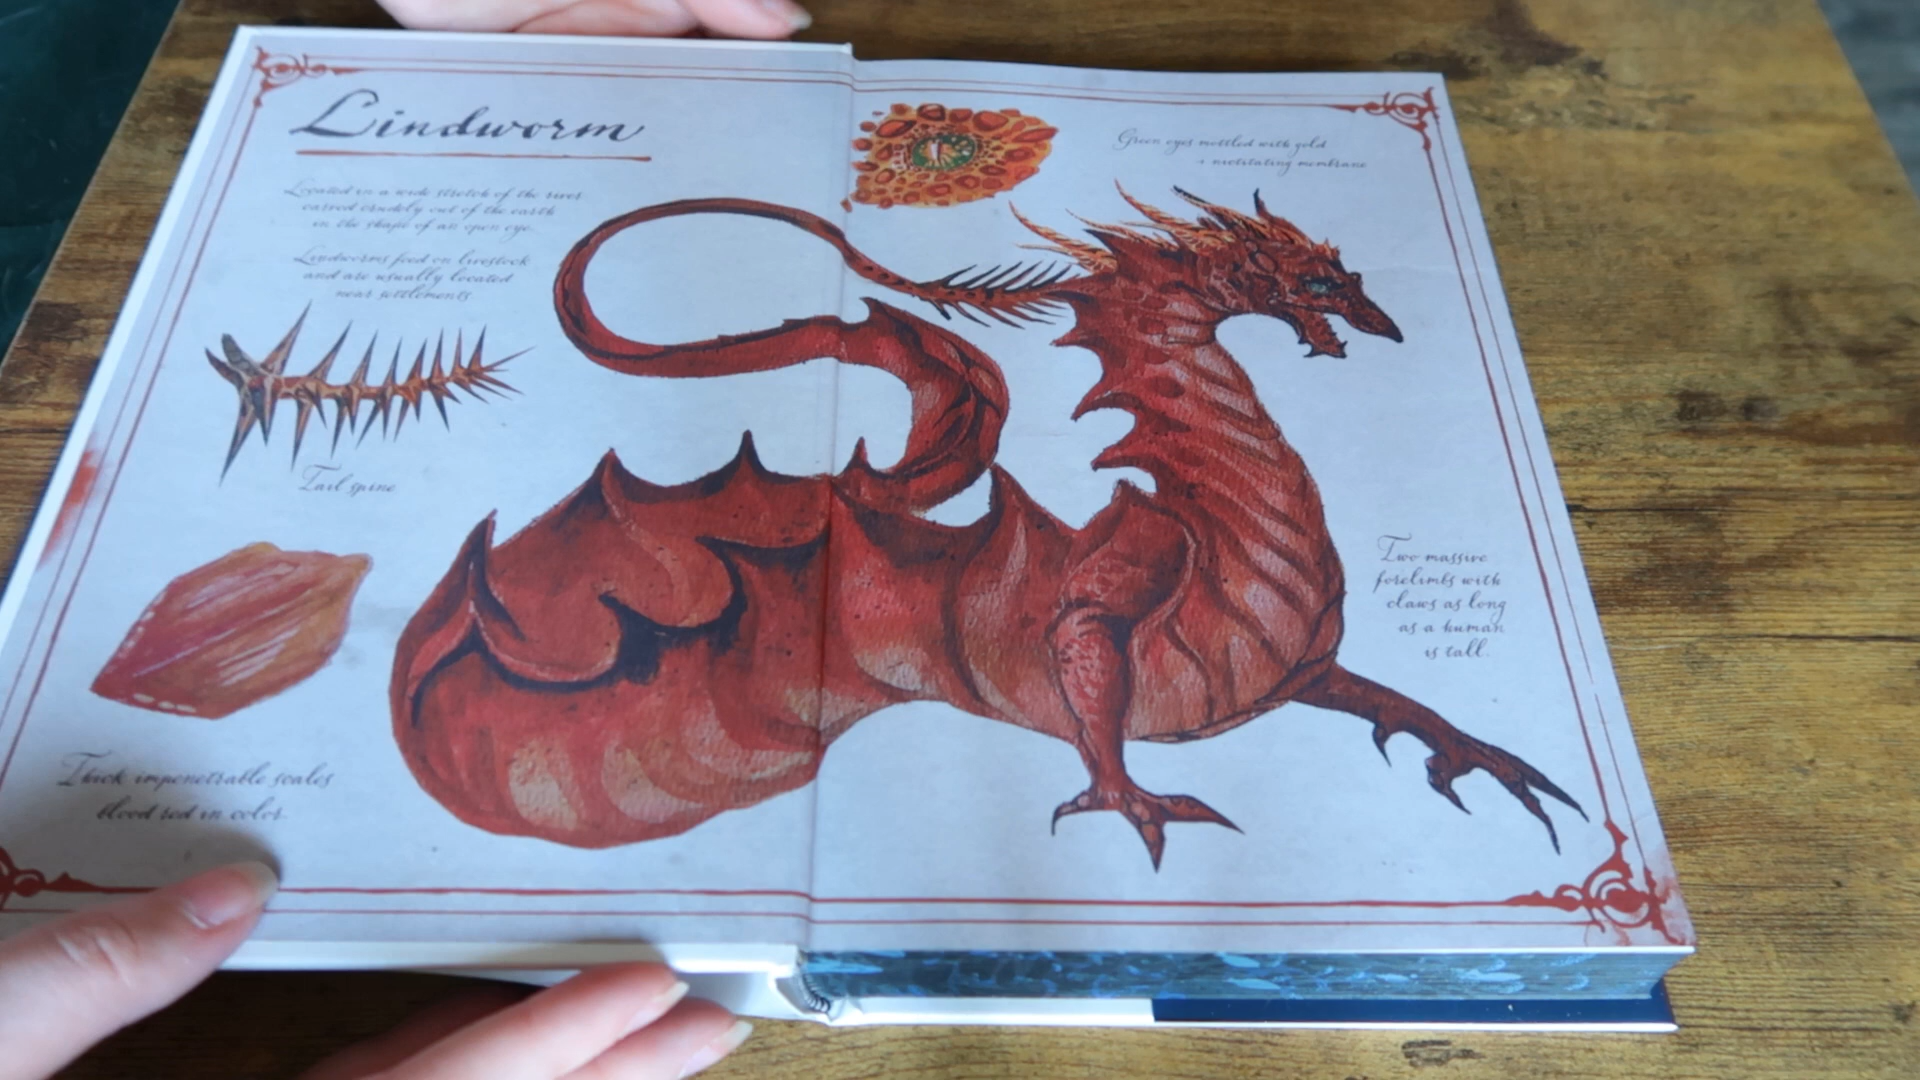 Lindworm
Located in a wide stretch of the river
carved crudely out of the earth
in the shape of an open eye.
Lindworms feed on livestock
and are usually located
near settlements
Tail spine
Thick impenetrable scales
blood red in color.
Green eyes mottled with gold
+ nictitating membrane
Two massive
forelimbs with
claws as long
as a human
is tall.